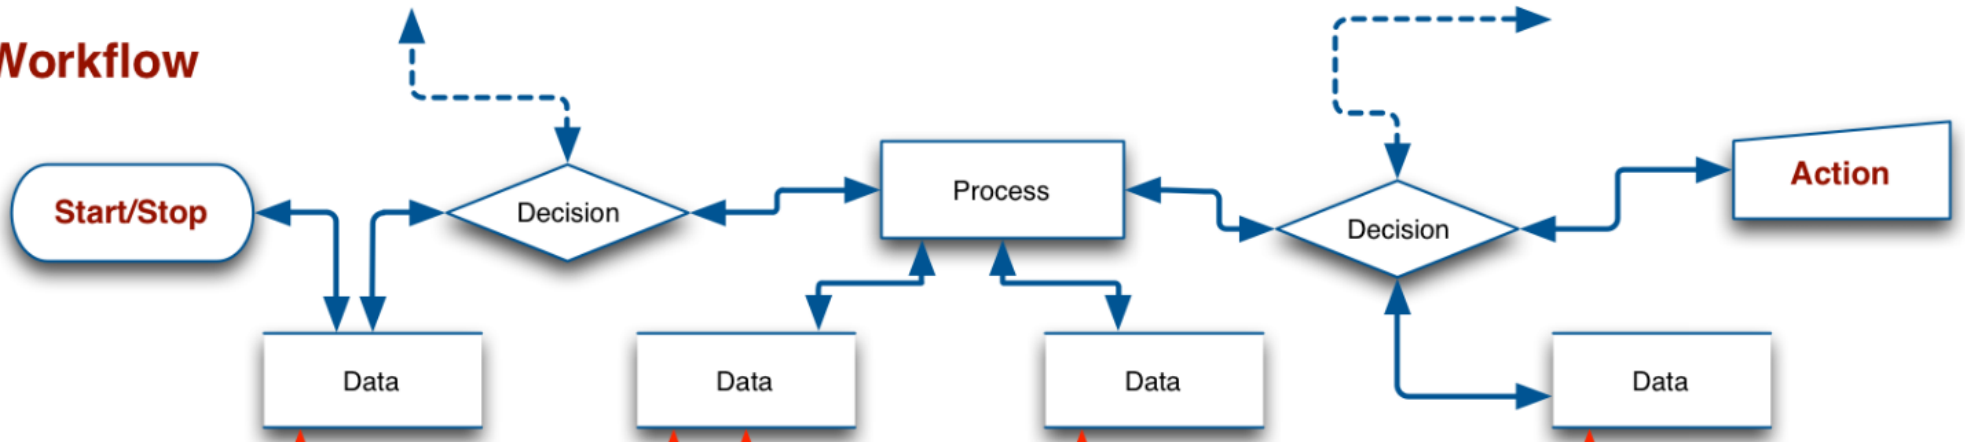 Workflow
Start/Stop
Decision
Process
Decision
Action
Data
Data
Data
Data